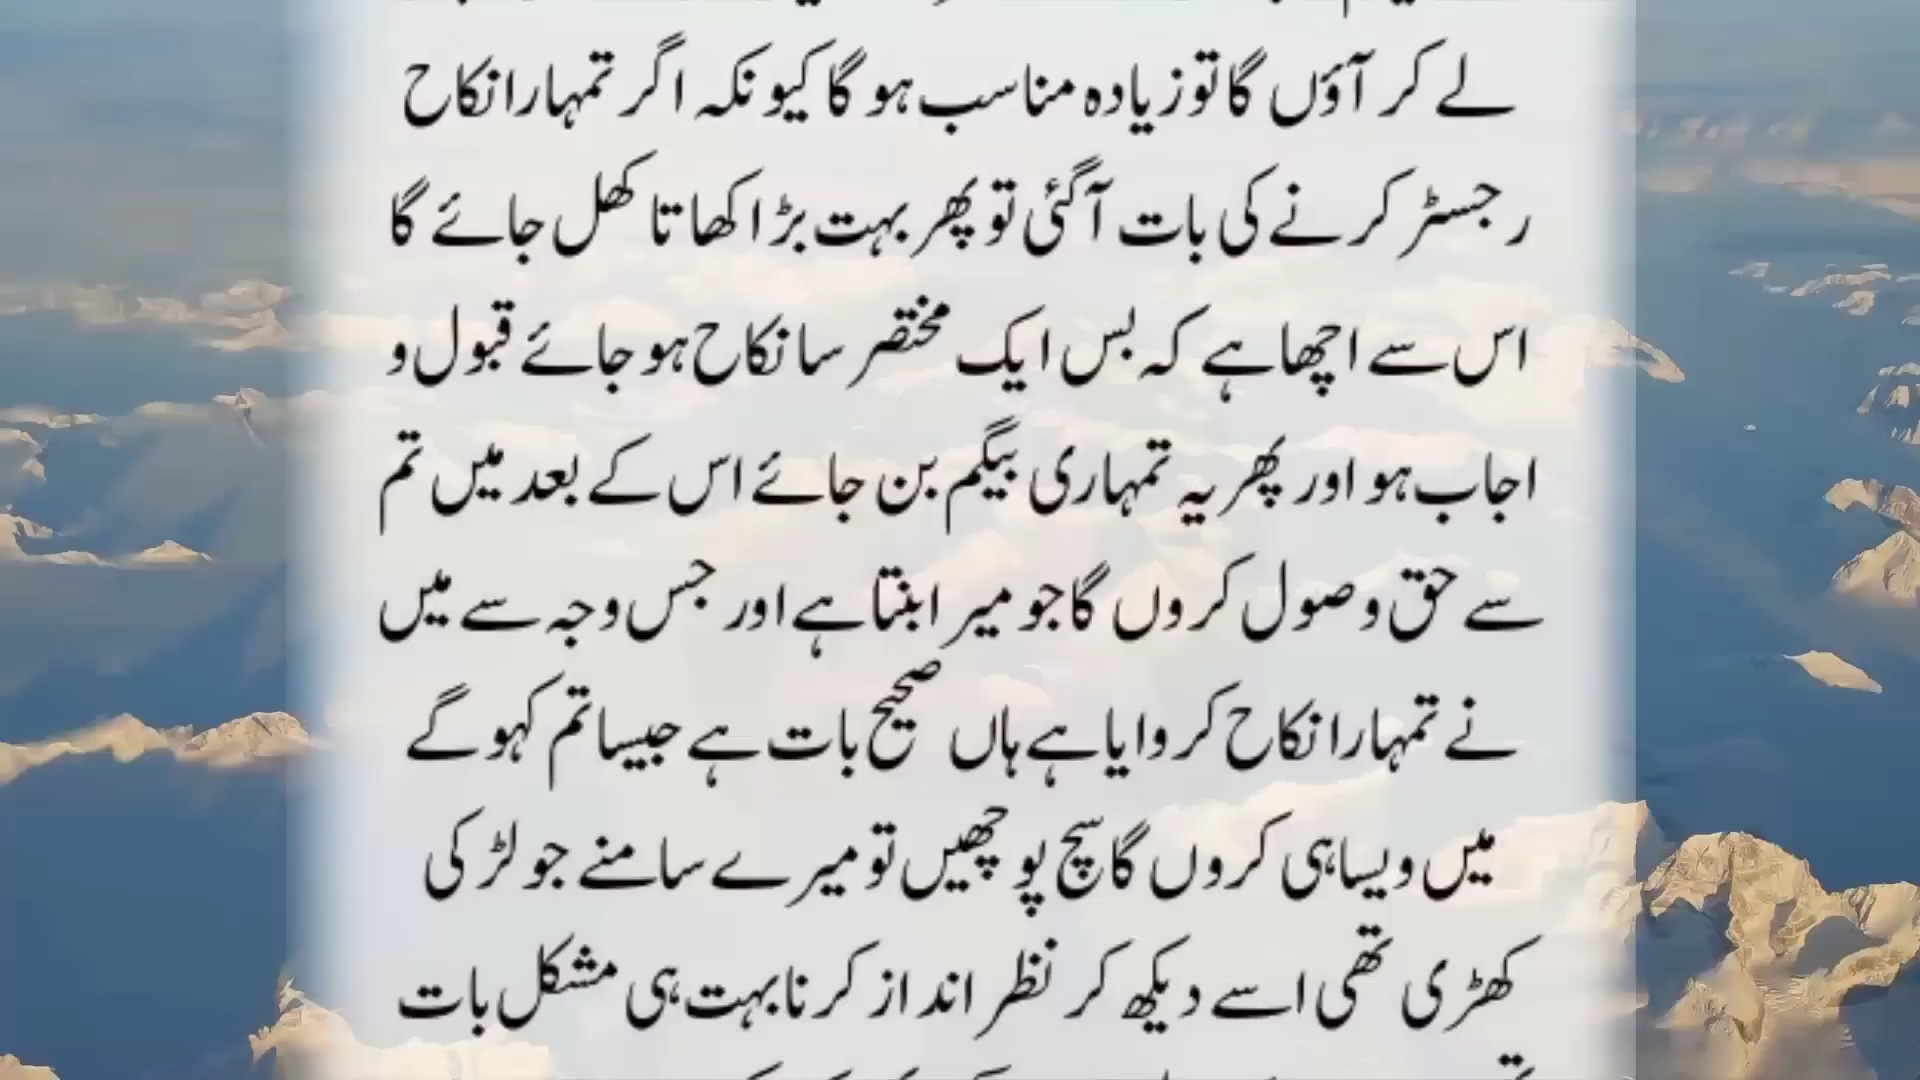 لے کر آؤں گا تو زیادہ مناسب ہو گا کیونکہ اگر تمہارا نکاح
رجسٹر کرنے کی بات آگئی تو پھر بہت بڑا کھاتا کھل جائے گا
اس سے اچھا ہے کہ بس ایک مختصر سا نکاح ہو جائے قبول و
اجاب ہو اور پھر یہ تمہاری بیگم بن جائے اس کے بعد میں تم
سے حق وصول کروں گا جو میرا بنتا ہے اور جس وجہ سے میں
نے تمہارا نکاح کروایا ہے ہاں صحیح بات ہے جیسا تم کہو گے
میں ویسا ہی کروں گا سچ پوچھیں تو میرے سامنے جو لڑکی
کھڑی تھی اسے دیکھ کر نظر انداز کرنا بہت ہی مشکل بات